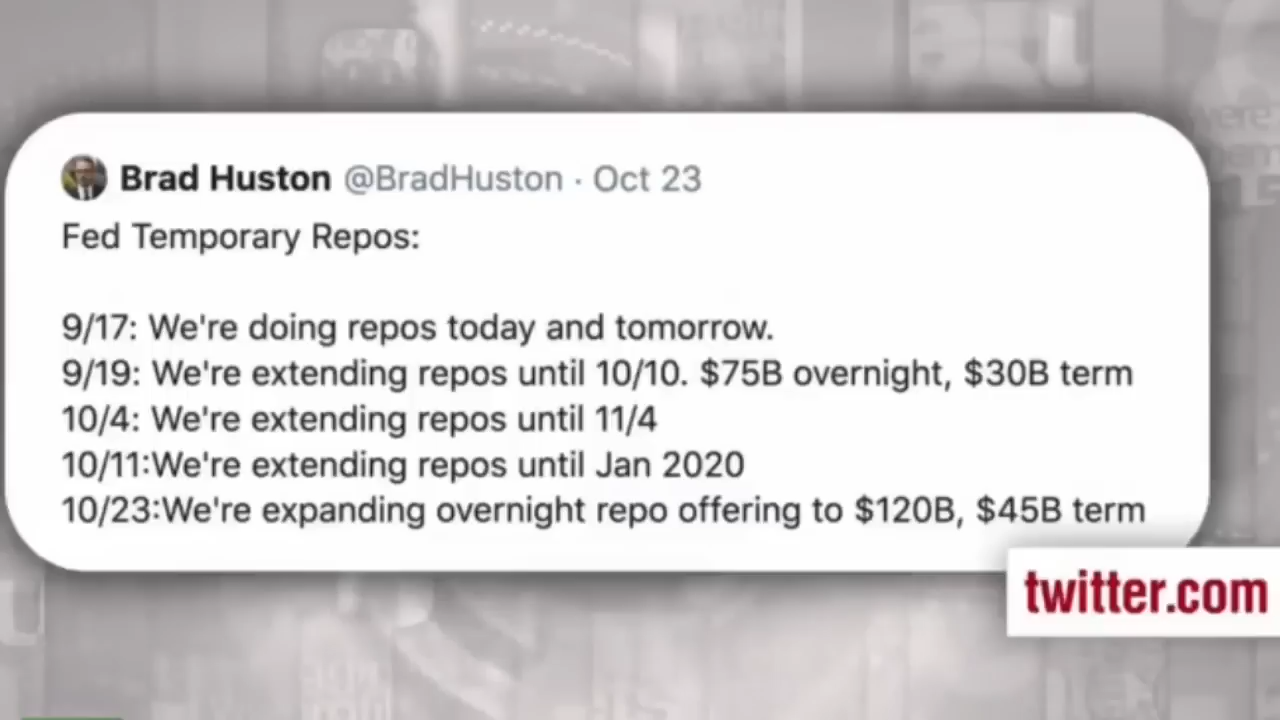 Brad Huston @BradHuston · Oct 23
Fed Temporary Repos:
9/17: We're doing repos today and tomorrow.
9/19: We're extending repos until 10/10. $75B overnight, $30B term
10/4: We're extending repos until 11/4
10/11:We're extending repos until Jan 2020
10/23:We're expanding overnight repo offering to $120B, $45B term
twitter.com